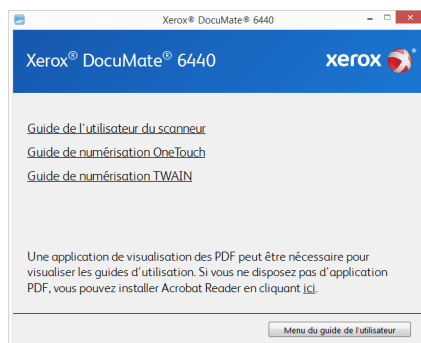 Xerox® DocuMate® 6440
Xerox® DocuMate® 6440
xerox
Guide de l'utilisateur du scanneur
Guide de numérisation OneTouch
Guide de numérisation TWAIN
Une application de visualisation des PDF peut être nécessaire pour
visualiser les guides d'utilisation. Si vous ne disposez pas d'application
PDF, vous pouvez installer Acrobat Reader en cliquant ici.
Menu du guide de l'utilisateur